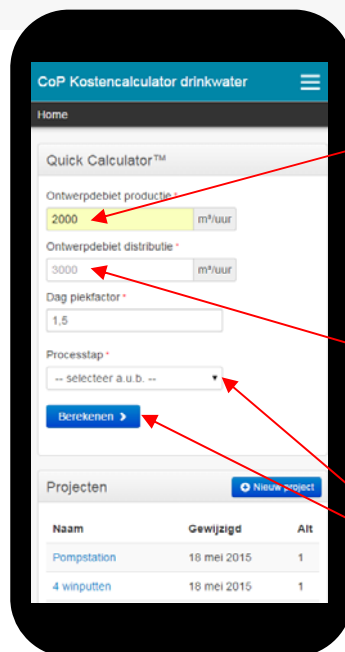 CoP Kostencalculator drinkwater
Home
Quick Calculator™
Ontwerpdebiet productie *
2000 m³/uur
Ontwerpdebiet distributie *
3000 m³/uur
Dag piekfactor *
1,5
Processtap *
-- selecteer a.u.b. --
Berekenen
Projecten Nieuw project
Naam Gewijzigd Alt
Pompstation 18 mei 2015 1
4 winputten 18 mei 2015 1